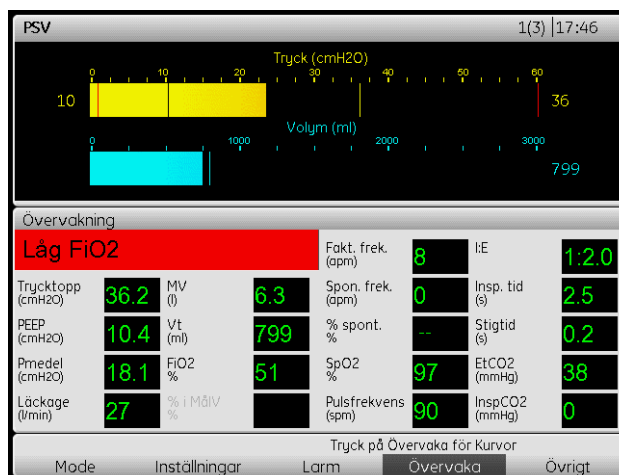 PSV 1(3) 17:46
Tryck (cmH2O)
0 10 20 30 40 50 60
10 36
Volym (ml)
0 1000 2000 3000
799
Övervakning
Låg FiO2
Fakt. frek. (apm) 8 I:E 1:2.0
Trycktopp (cmH2O) 36.2 MV (l) 6.3 Spon. frek. (apm) 0 Insp. tid (s) 2.5
PEEP (cmH2O) 10.4 Vt (ml) 799 % spont. % -- Stigtid (s) 0.2
Pmedel (cmH2O) 18.1 FiO2 % 51 SpO2 % 97 EtCO2 (mmHg) 38
Läckage (l/min) 27 % i MålV % Pulsfrekvens (spm) 90 InspCO2 (mmHg) 0
Tryck på Övervaka för Kurvor
Mode Inställningar Larm Övervaka Övrigt